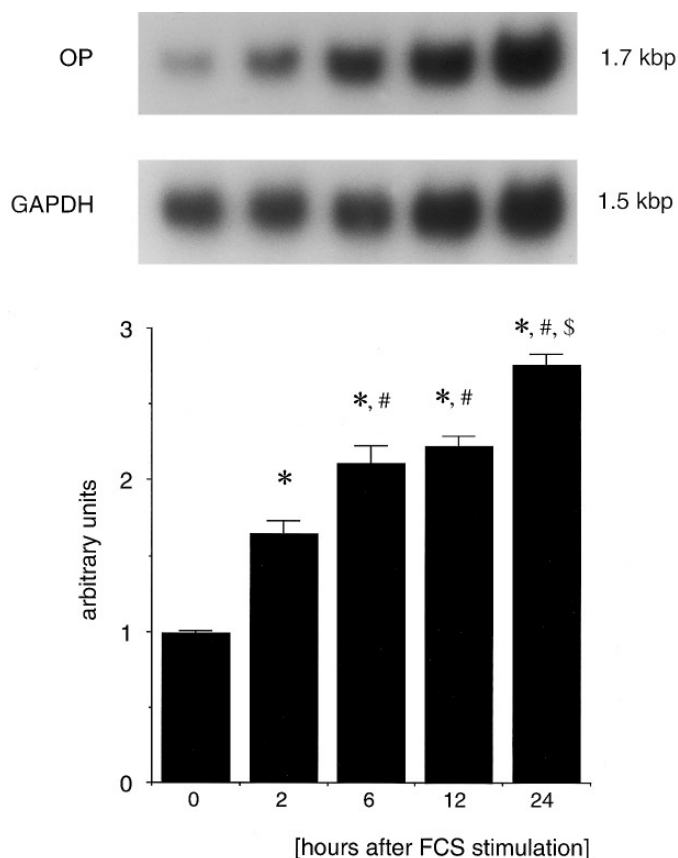 OP 1.7 kbp
GAPDH 1.5 kbp
3
*, #, $
*, # *, #
2
*
arbitrary units
1
0
0 2 6 12 24
[hours after FCS stimulation]